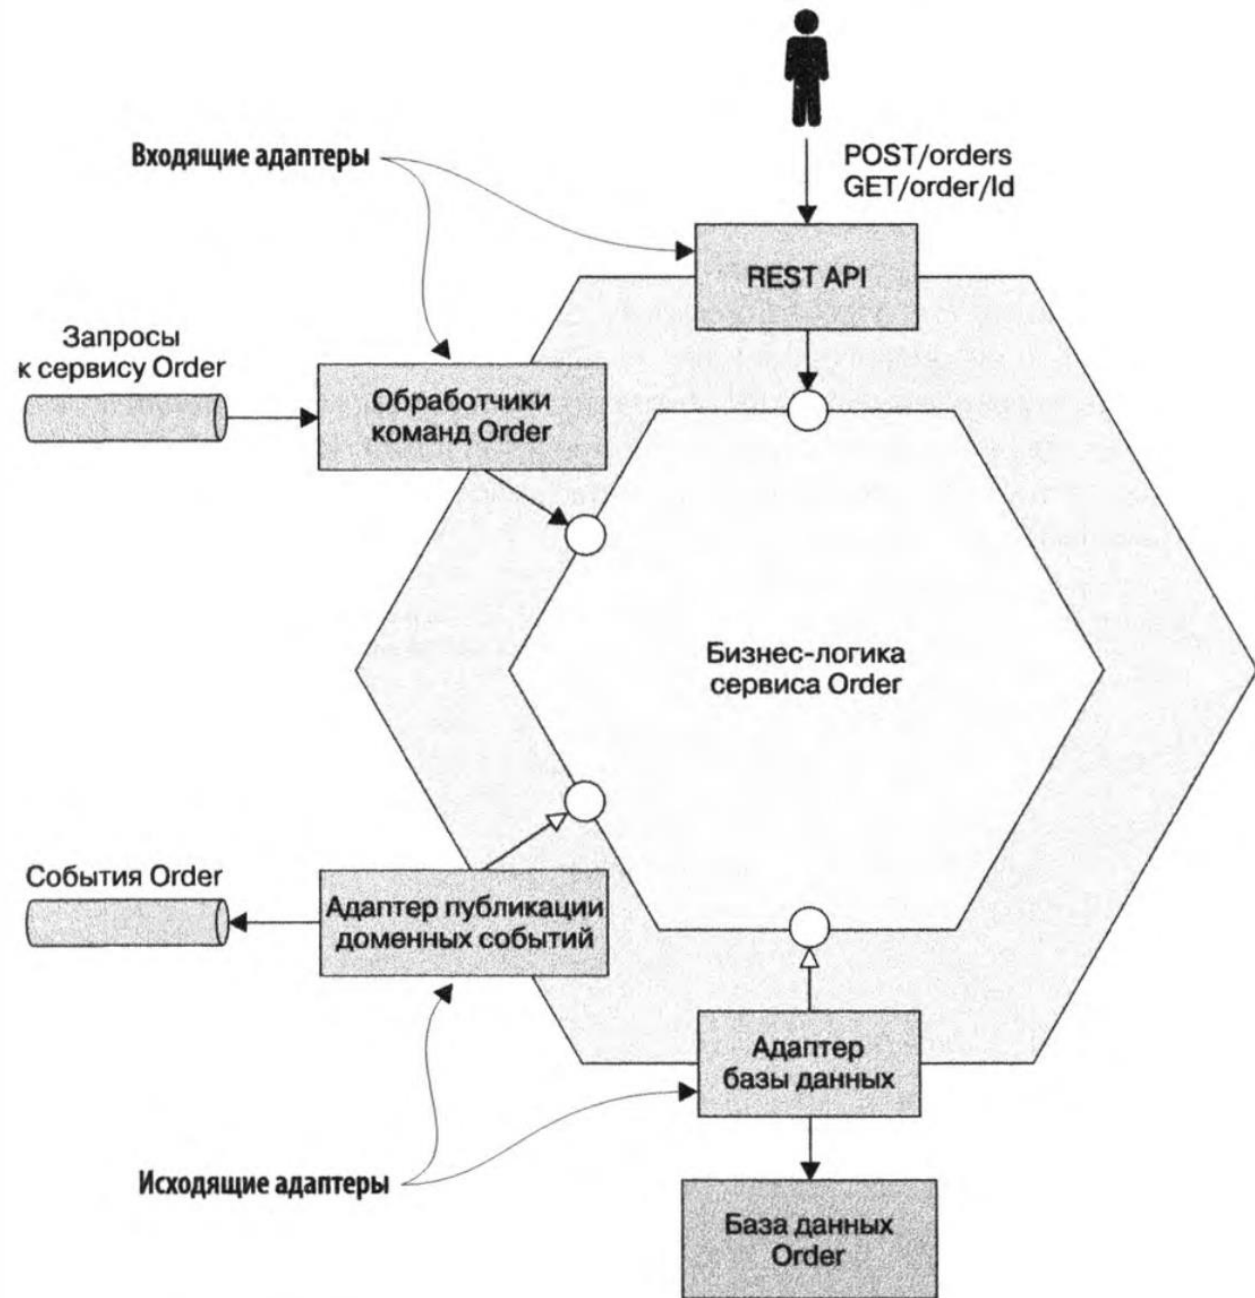 POST/orders
GET/order/Id
Входящие адаптеры
REST API
Запросы
к сервису Order
Обработчики
команд Order
Бизнес-логика
сервиса Order
События Order
Адаптер публикации
доменных событий
Адаптер
базы данных
Исходящие адаптеры
База данных
Order